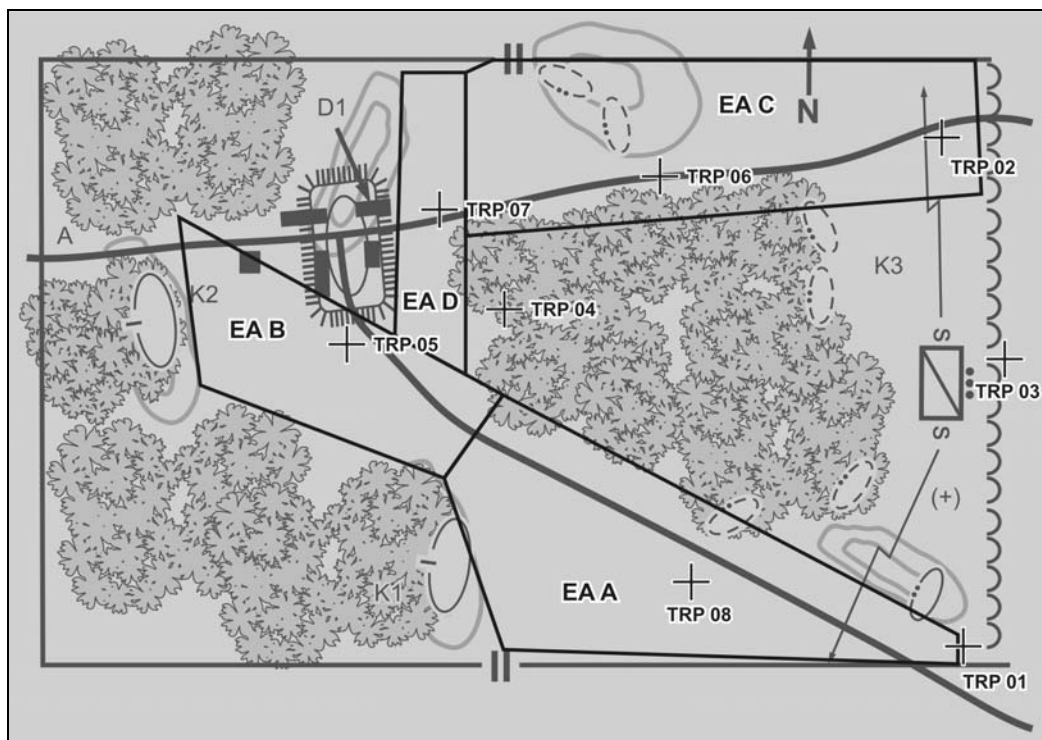 D1
EA C
N
TRP 02
TRP 06
TRP 07
A
K2
K3
EA B
EA D
TRP 04
TRP 05
S
TRP 03
S
(+)
K1
EA A
TRP 08
TRP 01